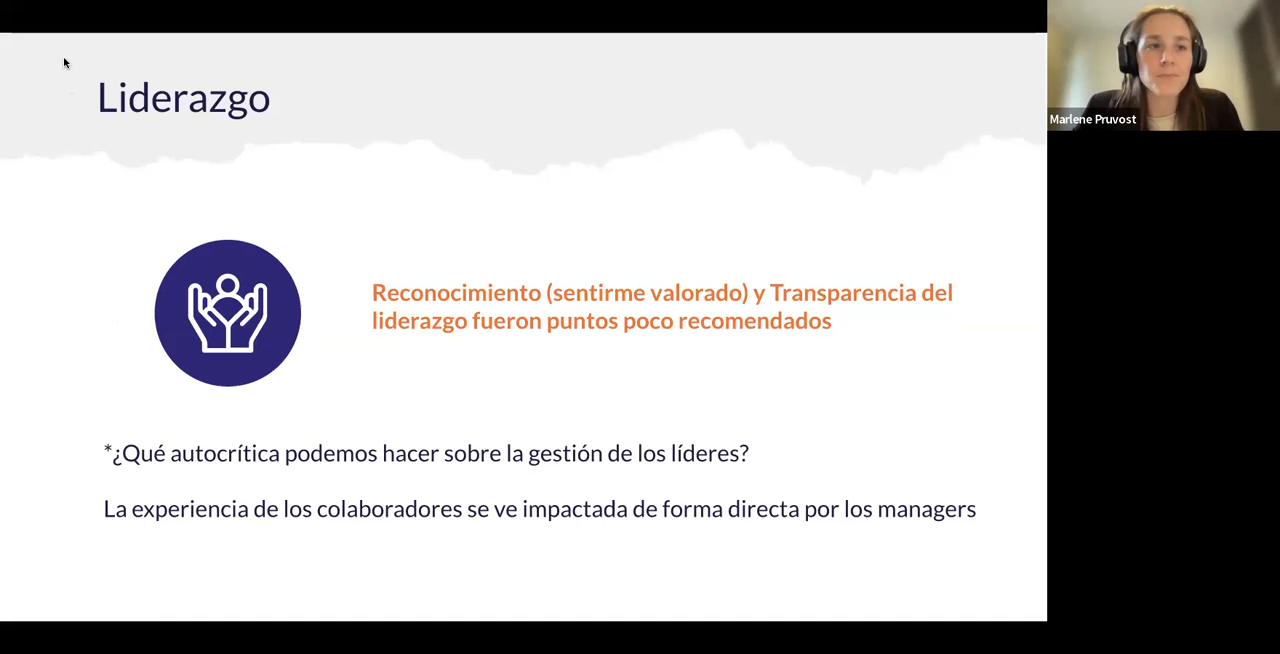 Liderazgo
Marlene Pruvost
Reconocimiento (sentirme valorado) y Transparencia del
liderazgo fueron puntos poco recomendados
*¿Qué autocrítica podemos hacer sobre la gestión de los líderes?
La experiencia de los colaboradores se ve impactada de forma directa por los managers